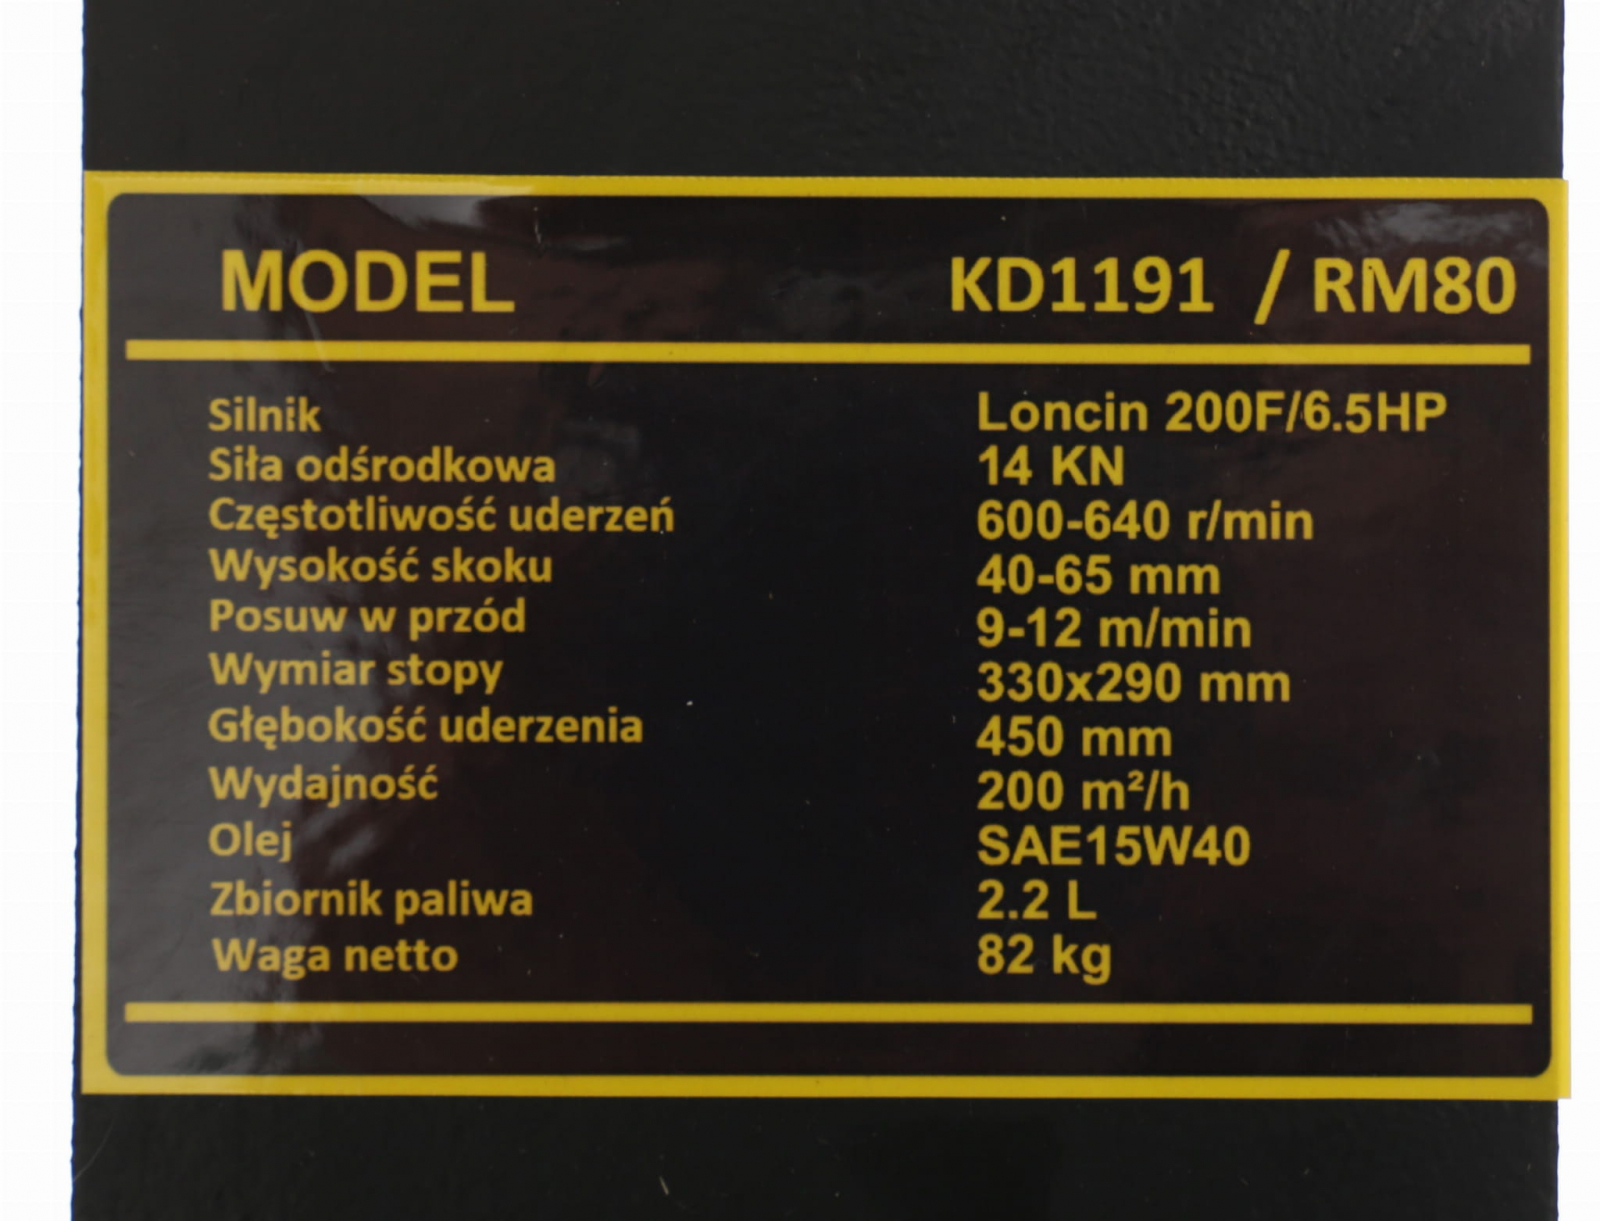 MODEL KD1191 / RM80
Silnik Loncin 200F/6.5HP
Siła odśrodkowa 14 KN
Częstotliwość uderzeń 600-640 r/min
Wysokość skoku 40-65 mm
Posuw w przód 9-12 m/min
Wymiar stopy 330x290 mm
Głębokość uderzenia 450 mm
Wydajność 200 m²/h
Olej SAE15W40
Zbiornik paliwa 2.2 L
Waga netto 82 kg